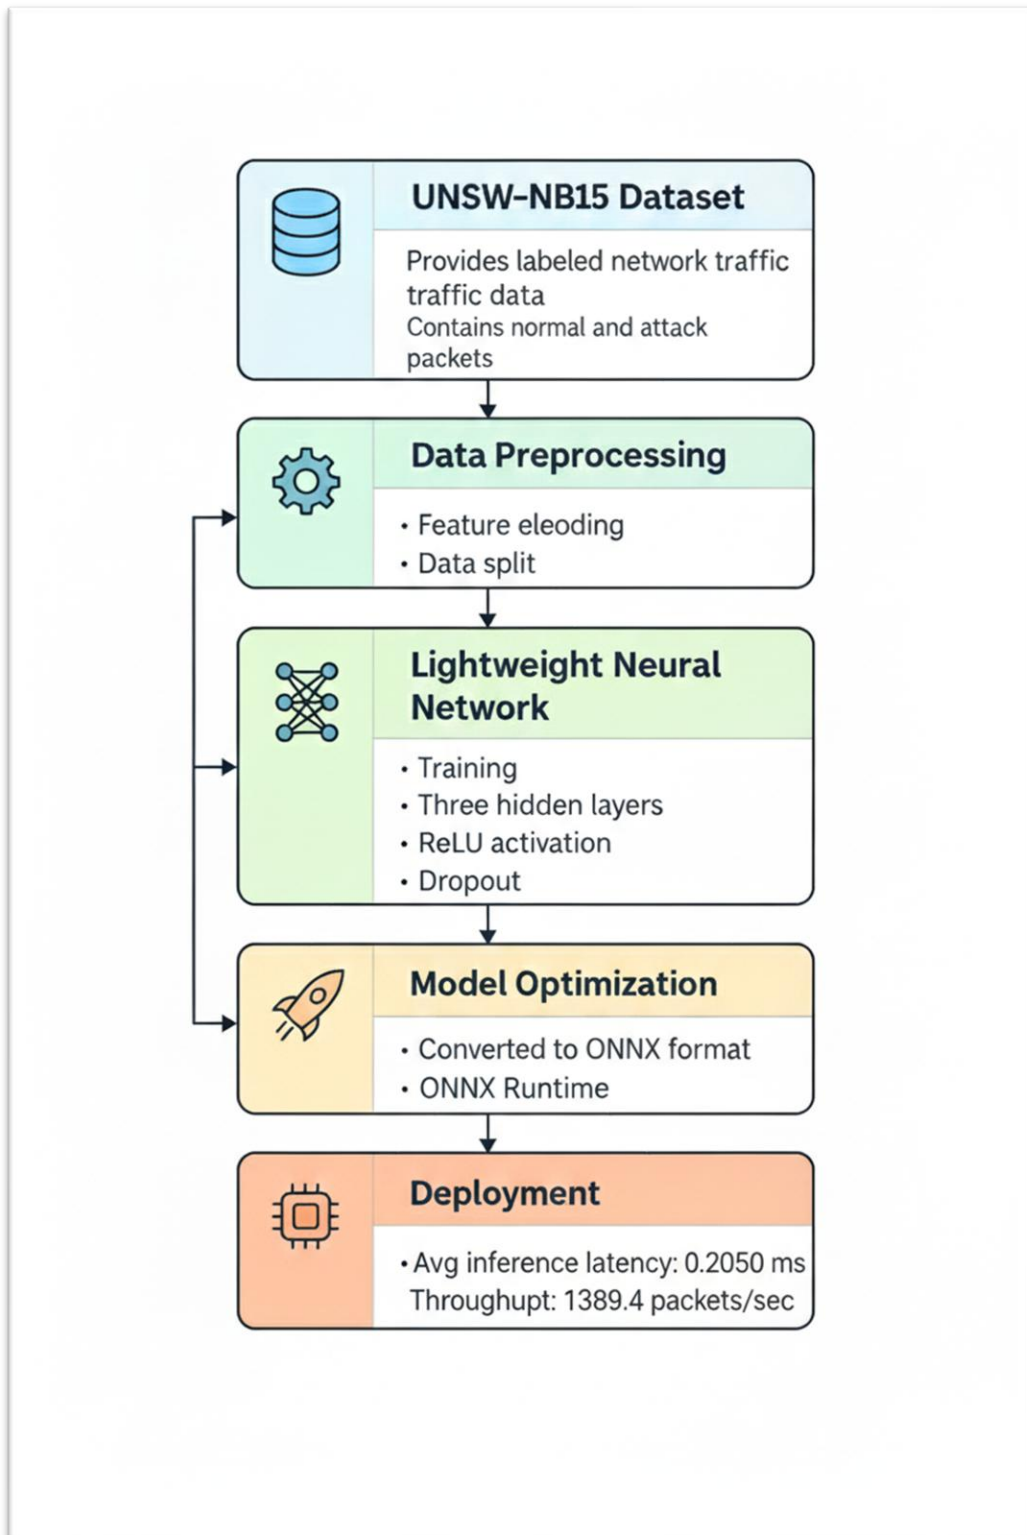 UNSW-NB15 Dataset
Provides labeled network traffic
traffic data
Contains normal and attack
packets
Data Preprocessing
• Feature eleoding
• Data split
Lightweight Neural
Network
• Training
• Three hidden layers
• ReLU activation
• Dropout
Model Optimization
• Converted to ONNX format
• ONNX Runtime
Deployment
• Avg inference latency: 0.2050 ms
Throughupt: 1389.4 packets/sec